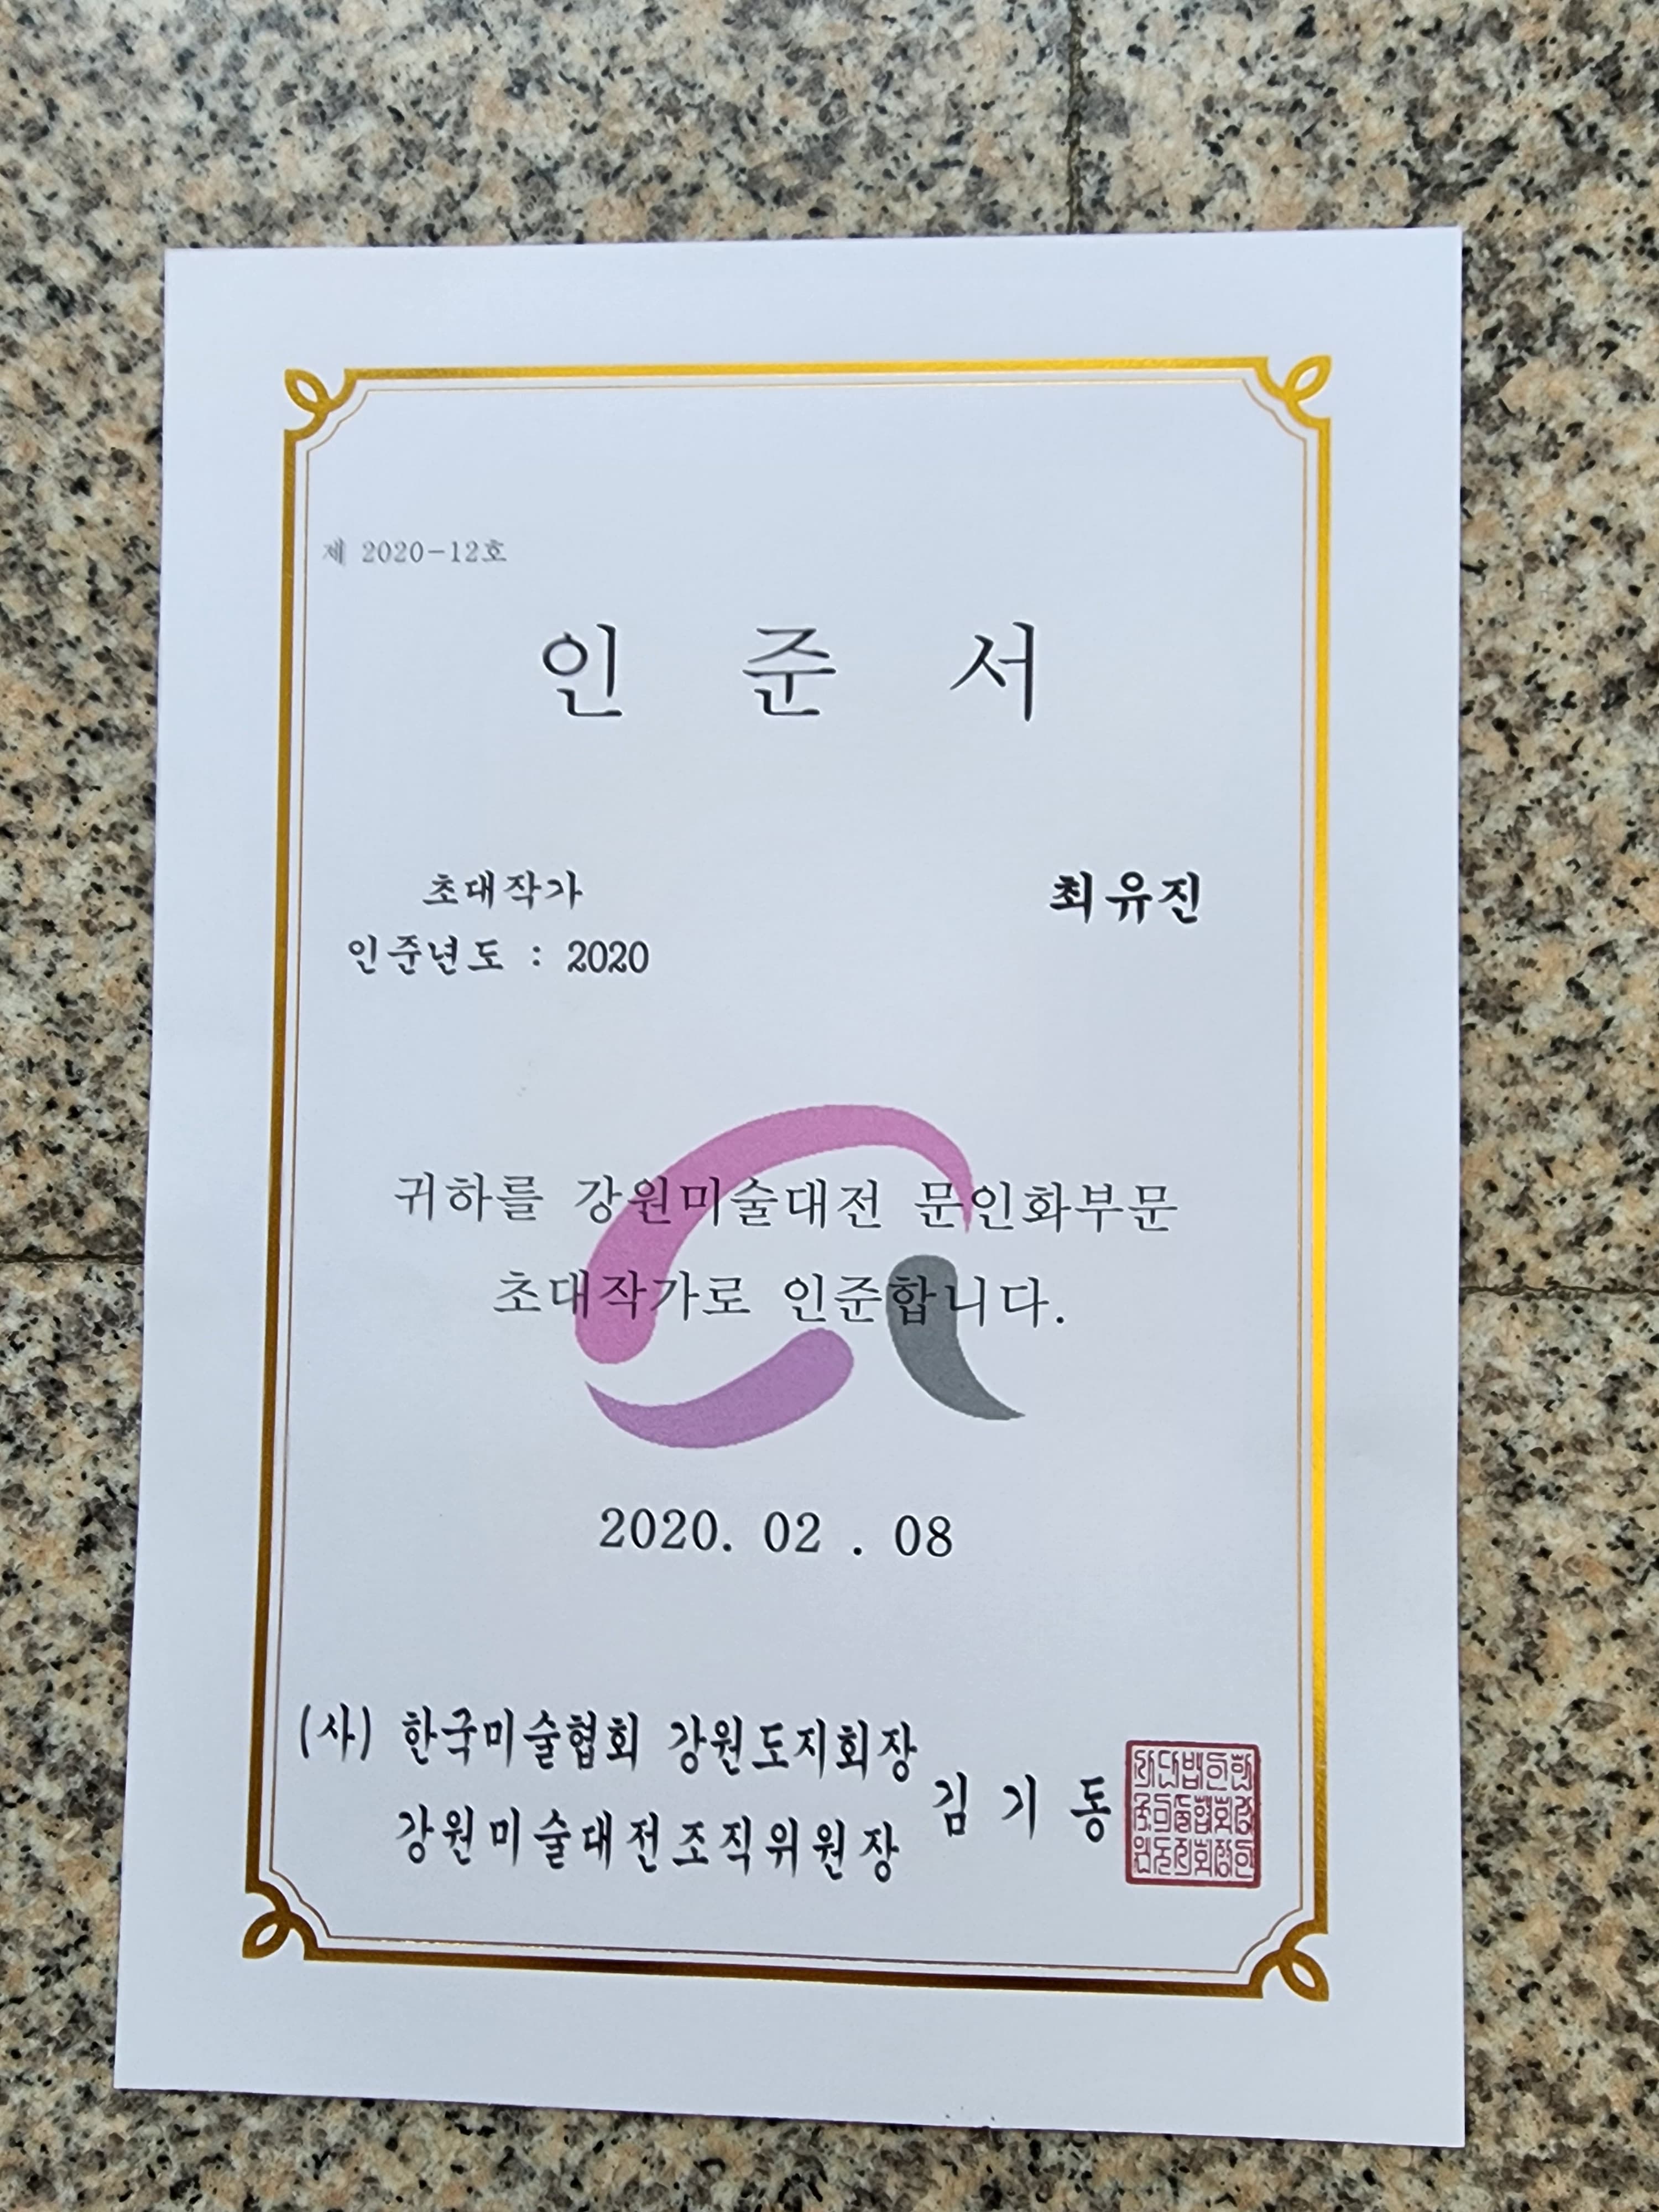 제 2020-12호
인 준 서
초대작가
최유진
인준년도 : 2020
귀하를 강원미술대전 문인화부문
초대작가로 인준합니다.
2020. 02 . 08
(사) 한국미술협회 강원도지회장
강원미술대전조직위원장
김 기 동